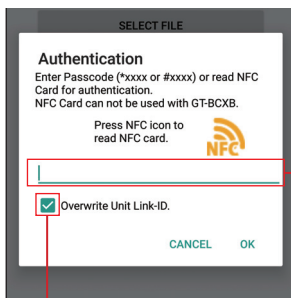 SELECT FILE
Authentication
Enter Passcode (*xxxx or #xxxx) or read NFC
Card for authentication.
NFC Card can not be used with GT-BCXB.
Press NFC icon to
read NFC card.
NFC
Overwrite Unit Link-ID.
CANCEL OK